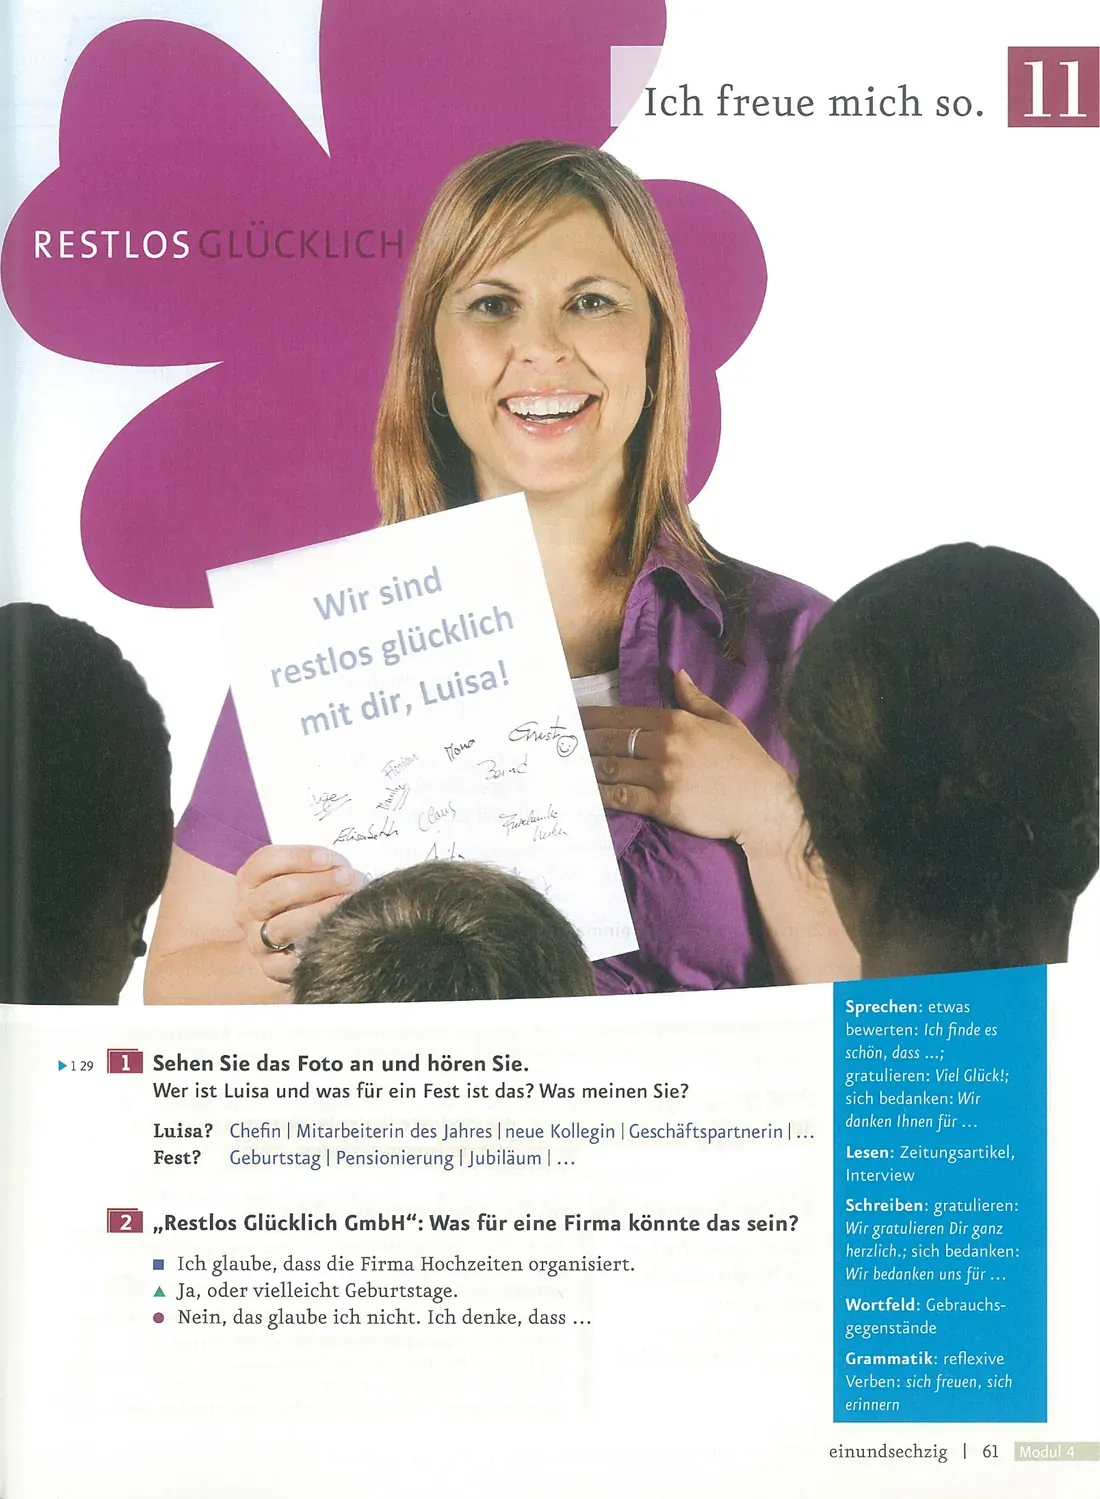 Ich freue mich so.
11
RESTLOS GLÜCKLICH
Wir sind
restlos glücklich
mit dir, Luisa!
Mona
Bernd
Claus
Elisabeth
1 29
1 Sehen Sie das Foto an und hören Sie.
Wer ist Luisa und was für ein Fest ist das? Was meinen Sie?
Luisa? Chefin | Mitarbeiterin des Jahres | neue Kollegin | Geschäftspartnerin | ...
Fest? Geburtstag | Pensionierung | Jubiläum | ...
2 „Restlos Glücklich GmbH“: Was für eine Firma könnte das sein?
Ich glaube, dass die Firma Hochzeiten organisiert.
Ja, oder vielleicht Geburtstage.
Nein, das glaube ich nicht. Ich denke, dass ...
Sprechen: etwas
bewerten: Ich finde es
schön, dass ...;
gratulieren: Viel Glück!;
sich bedanken: Wir
danken Ihnen für ...
Lesen: Zeitungsartikel,
Interview
Schreiben: gratulieren:
Wir gratulieren Dir ganz
herzlich.; sich bedanken:
Wir bedanken uns für ...
Wortfeld: Gebrauchs-
gegenstände
Grammatik: reflexive
Verben: sich freuen, sich
erinnern
einundsechzig | 61 Modul 4